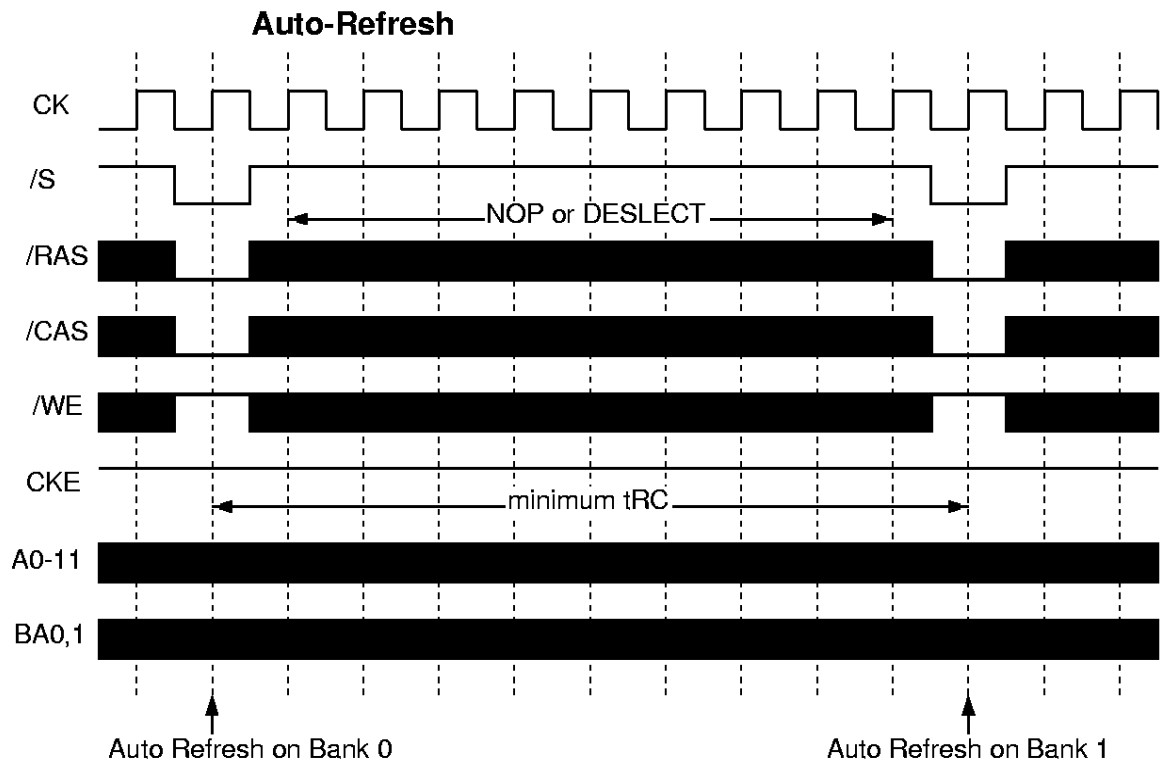 Auto-Refresh
CK
/S
NOP or DESLECT
/RAS
/CAS
/WE
CKE
minimum tRC
A0-11
BA0,1
Auto Refresh on Bank 0
Auto Refresh on Bank 1